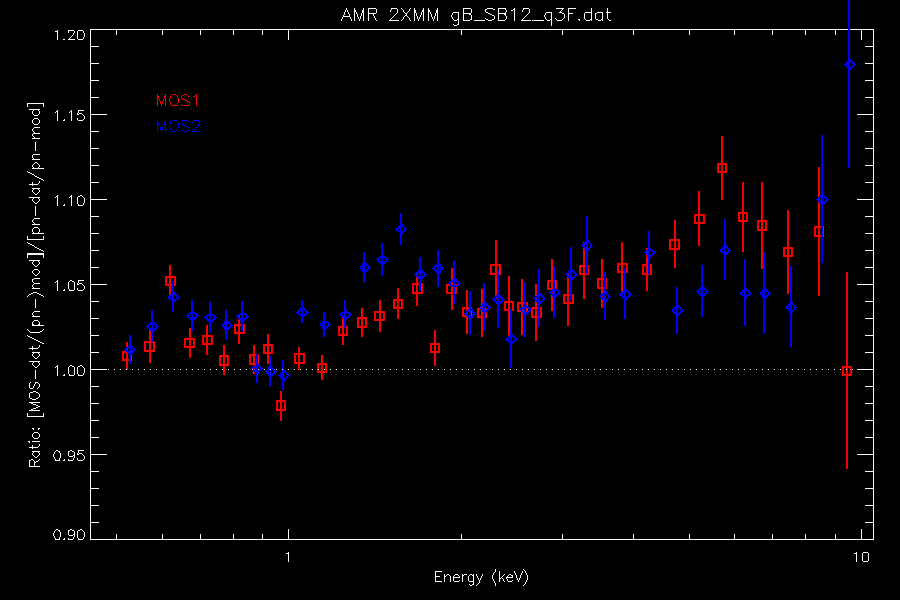 AMR 2XMM gB_SB12_q3F.dat
1.20
1.15
1.10
1.05
1.00
0.95
0.90
MOS1
MOS2
Ratio: [MOS-dat/(pn-)mod]/[pn-dat/pn-mod]
1
10
Energy (keV)